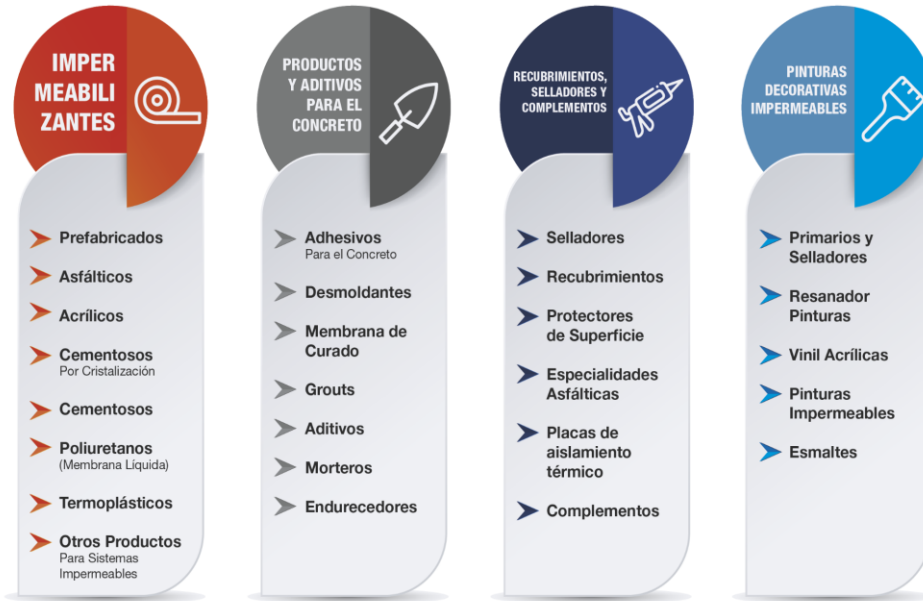 IMPER
MEABILI
ZANTES
Prefabricados
Asfálticos
Acrílicos
Cementosos
Por Cristalización
Cementosos
Poliuretanos
(Membrana Líquida)
Termoplásticos
Otros Productos
Para Sistemas
Impermeables
PRODUCTOS
Y ADITIVOS
PARA EL
CONCRETO
Adhesivos
Para el Concreto
Desmoldantes
Membrana de
Curado
Grouts
Aditivos
Morteros
Endurecedores
RECUBRIMIENTOS,
SELLADORES Y
COMPLEMENTOS
Selladores
Recubrimientos
Protectores
de Superficie
Especialidades
Asfálticas
Placas de
aislamiento
térmico
Complementos
PINTURAS
DECORATIVAS
IMPERMEABLES
Primarios y
Selladores
Resanador
Pinturas
Vinil Acrílicas
Pinturas
Impermeables
Esmaltes